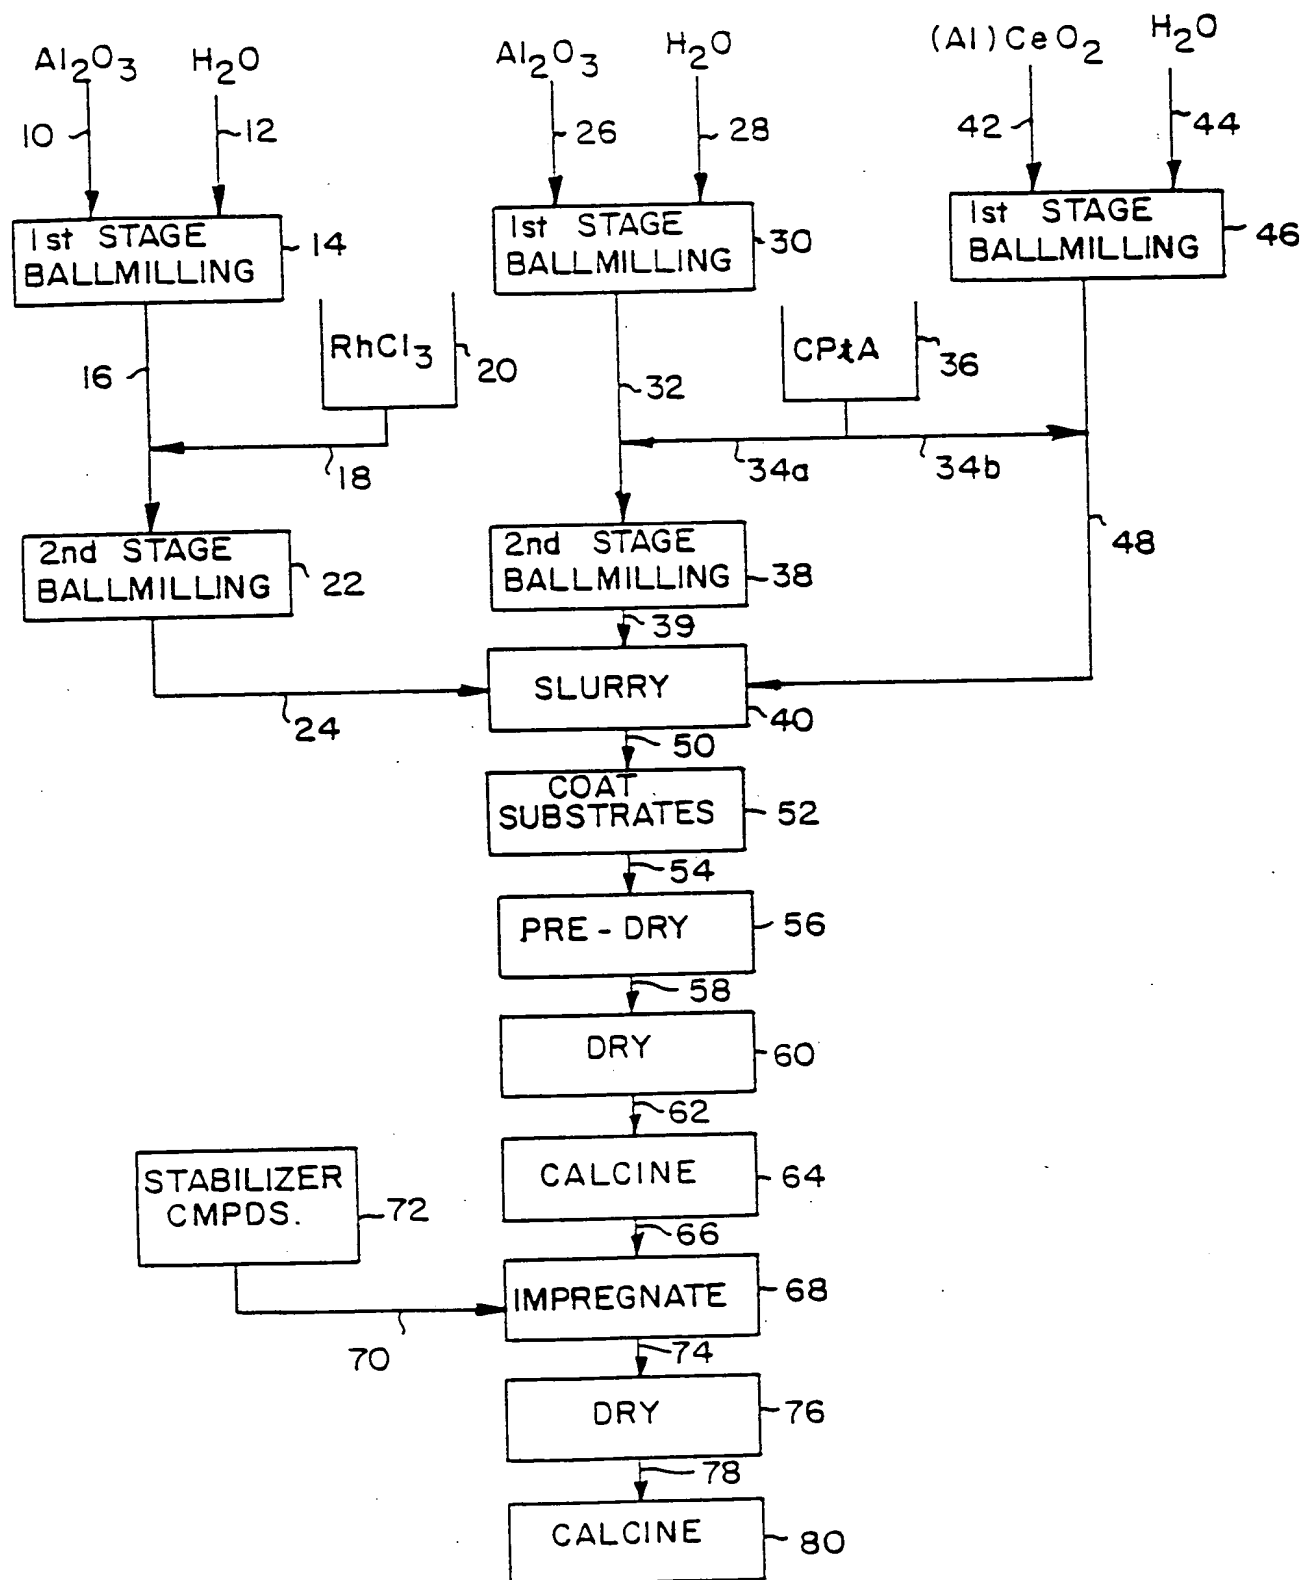 Al₂O₃
H₂O
10
12
1st STAGE
BALLMILLING
14
16
RhCl₃
20
18
2nd STAGE
BALLMILLING
22
24
Al₂O₃
H₂O
26
28
1st STAGE
BALLMILLING
30
32
CPtA
36
34a
34b
2nd STAGE
BALLMILLING
38
39
(Al)CeO₂
H₂O
42
44
1st STAGE
BALLMILLING
46
48
SLURRY
40
50
COAT
SUBSTRATES
52
54
PRE-DRY
56
58
DRY
60
62
CALCINE
64
66
STABILIZER
CMPDS.
72
70
IMPREGNATE
68
74
DRY
76
78
CALCINE
80